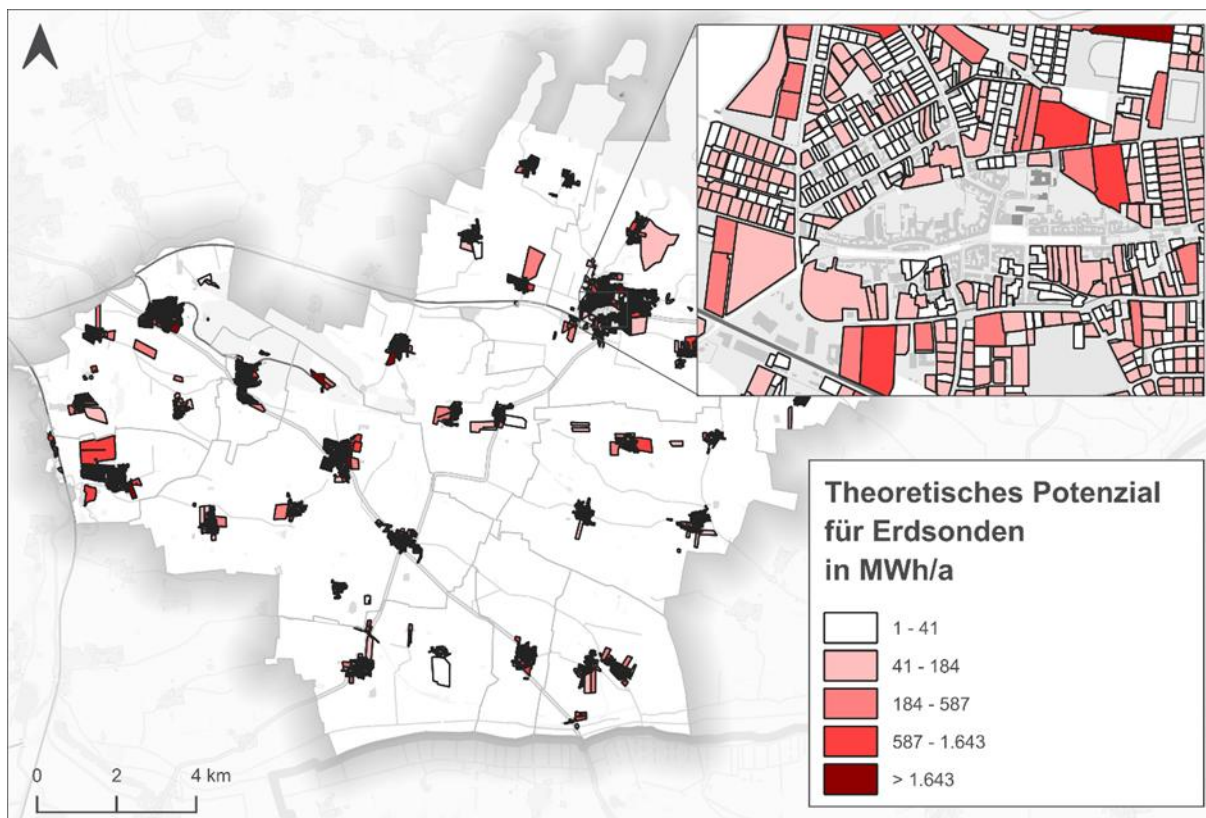 Theoretisches Potenzial
für Erdsonden
in MWh/a
1 - 41
41 - 184
184 - 587
587 - 1.643
> 1.643
0 2 4 km